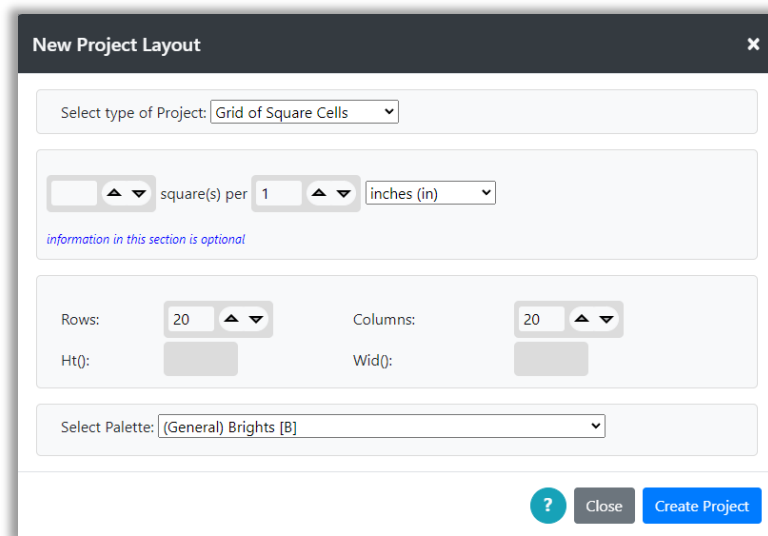 New Project Layout ×
Select type of Project: Grid of Square Cells
square(s) per 1 inches (in)
information in this section is optional
Rows: 20 Columns: 20
Ht(): Wid():
Select Palette: (General) Brights [B]
? Close Create Project